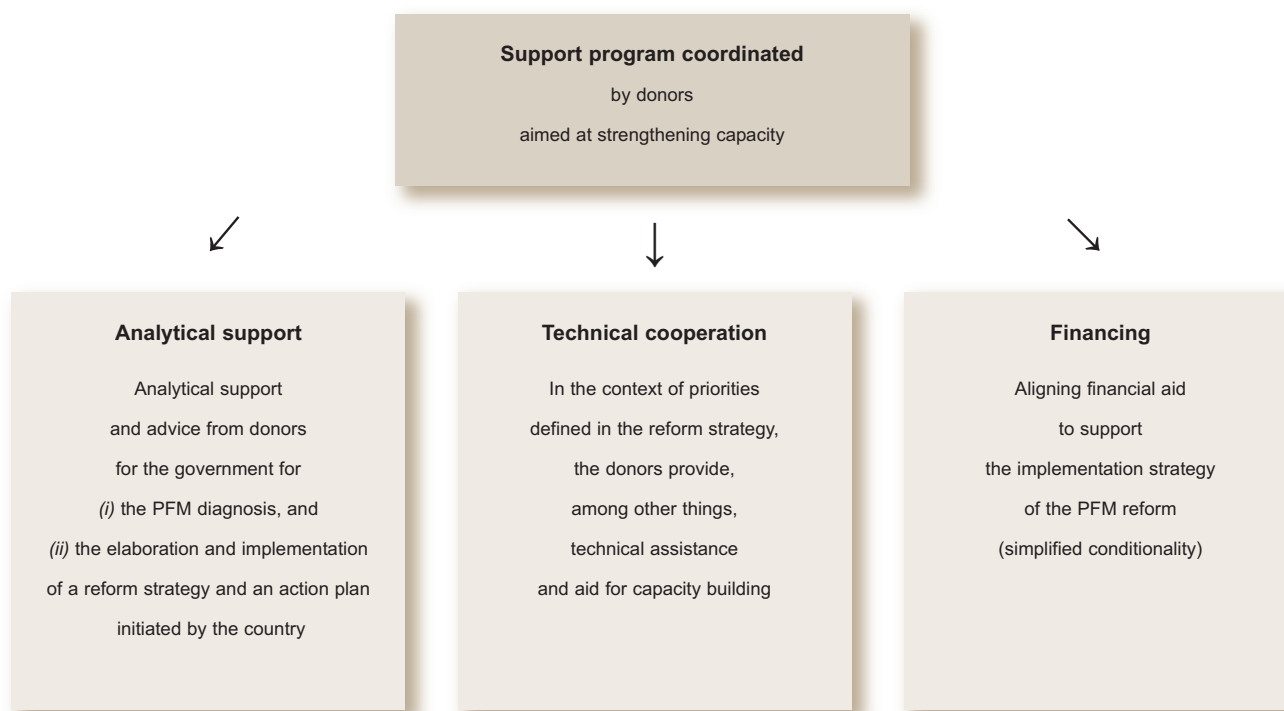 Support program coordinated
by donors
aimed at strengthening capacity
Analytical support
Analytical support
and advice from donors
for the government for
(i) the PFM diagnosis, and
(ii) the elaboration and implementation
of a reform strategy and an action plan
initiated by the country
Technical cooperation
In the context of priorities
defined in the reform strategy,
the donors provide,
among other things,
technical assistance
and aid for capacity building
Financing
Aligning financial aid
to support
the implementation strategy
of the PFM reform
(simplified conditionality)